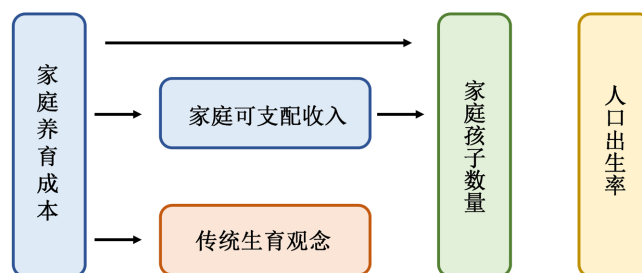 家庭养育成本
家庭可支配收入
传统生育观念
家庭孩子数量
人口出生率